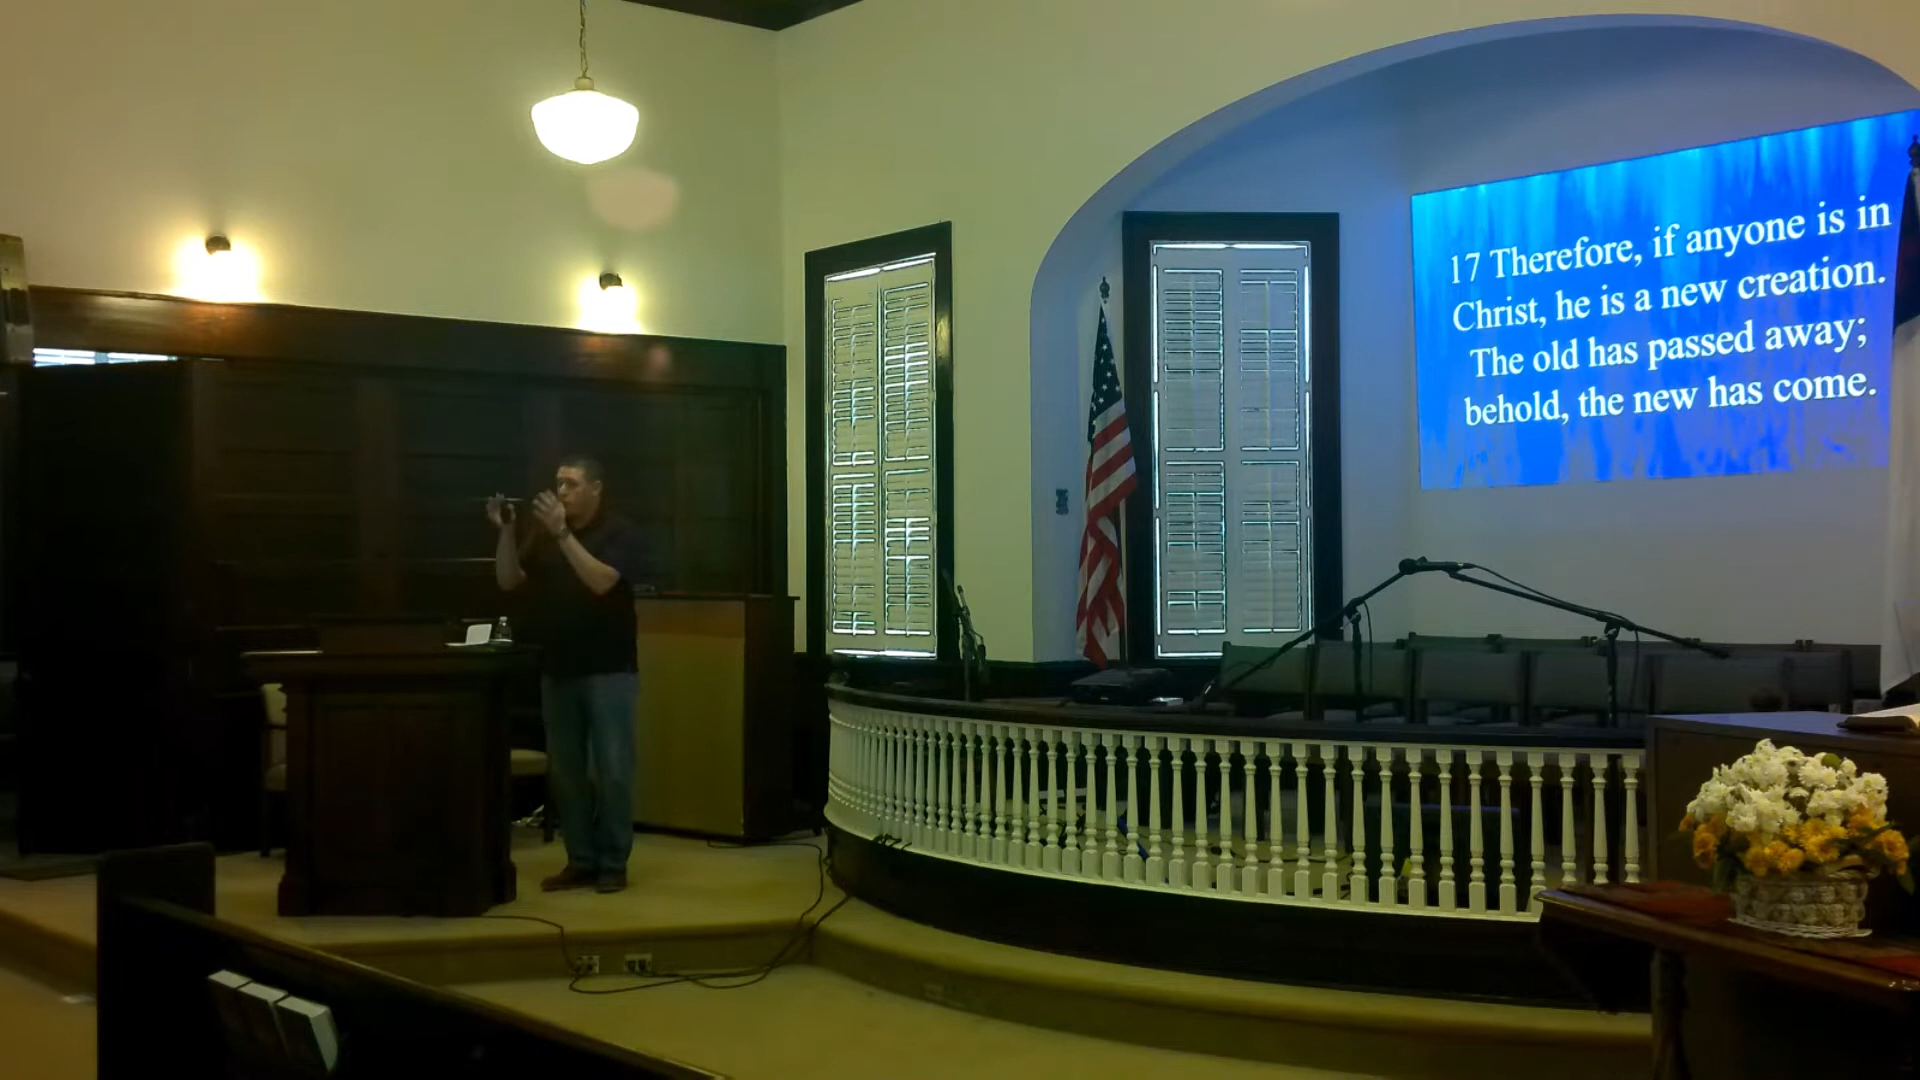 17 Therefore, if anyone is in
Christ, he is a new creation.
The old has passed away;
behold, the new has come.